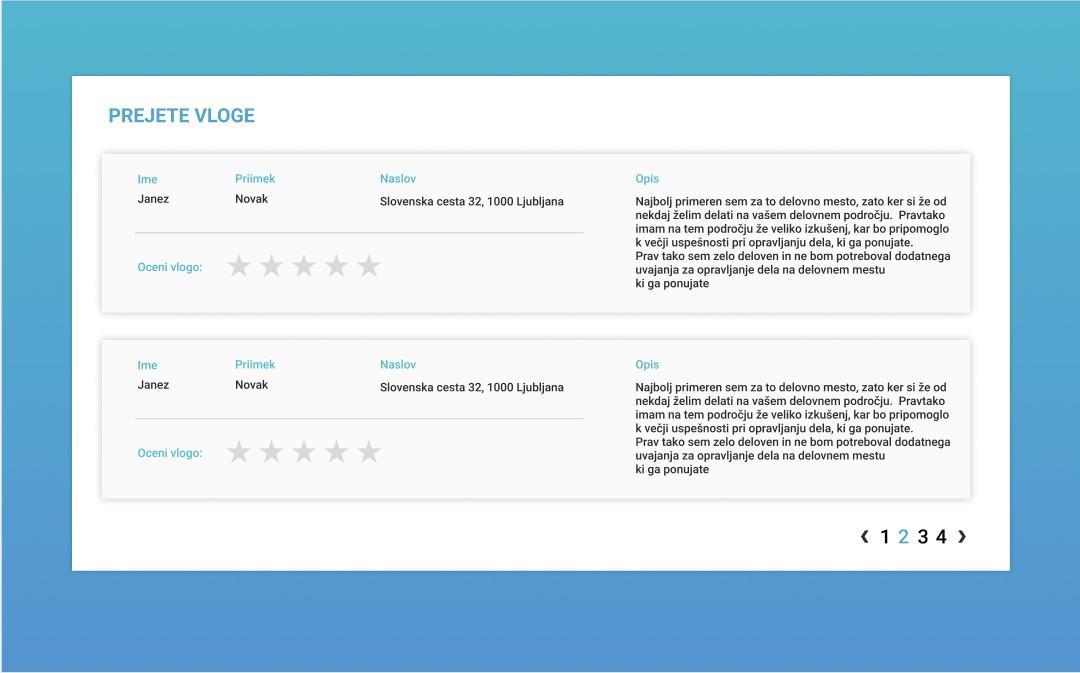 PREJETE VLOGE
Ime Priimek Naslov Opis
Janez Novak Slovenska cesta 32, 1000 Ljubljana
Najbolj primeren sem za to delovno mesto, zato ker si že od
nekdaj želim delati na vašem delovnem področju. Pravtako
imam na tem področju že veliko izkušenj, kar bo pripomoglo
k večji uspešnosti pri opravljanju dela, ki ga ponujate.
Prav tako sem zelo deloven in ne bom potreboval dodatnega
uvajanja za opravljanje dela na delovnem mestu
ki ga ponujate
Oceni vlogo:
Ime Priimek Naslov Opis
Janez Novak Slovenska cesta 32, 1000 Ljubljana
Najbolj primeren sem za to delovno mesto, zato ker si že od
nekdaj želim delati na vašem delovnem področju. Pravtako
imam na tem področju že veliko izkušenj, kar bo pripomoglo
k večji uspešnosti pri opravljanju dela, ki ga ponujate.
Prav tako sem zelo deloven in ne bom potreboval dodatnega
uvajanja za opravljanje dela na delovnem mestu
ki ga ponujate
Oceni vlogo:
❮ 1 2 3 4 ❯